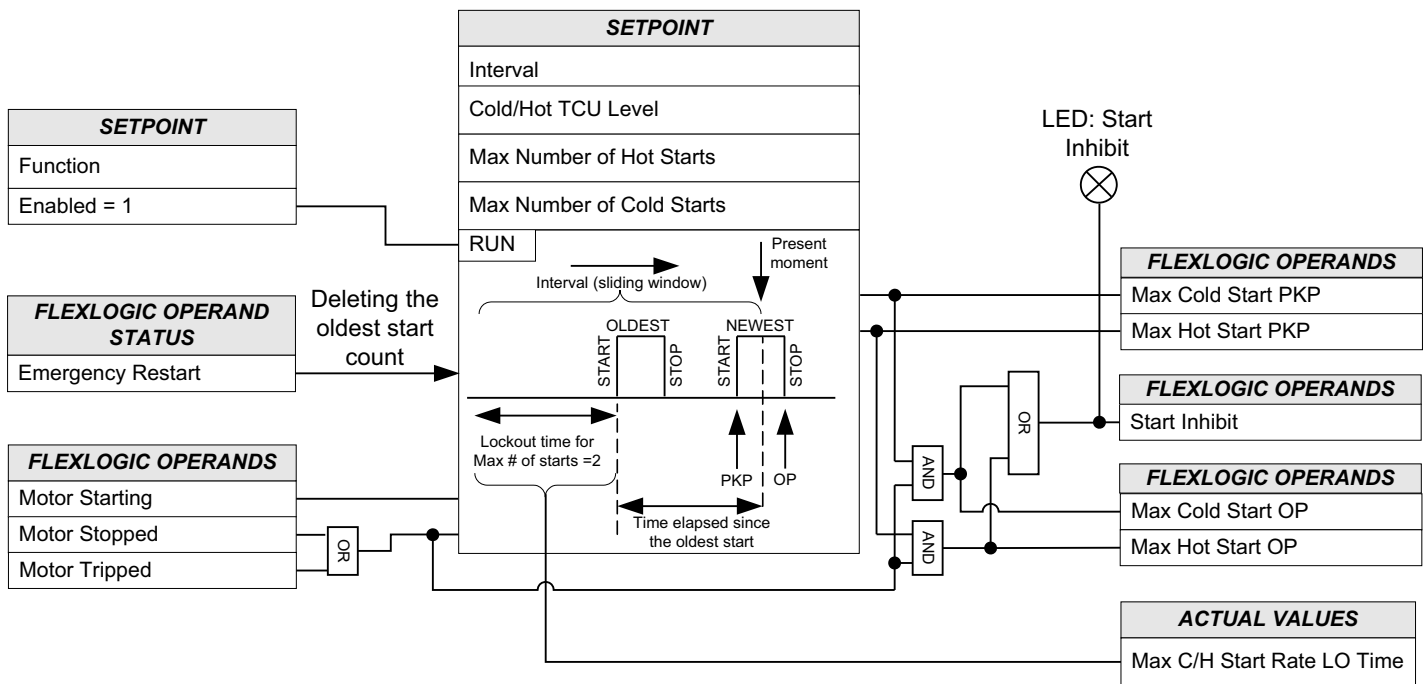 SETPOINT
Function
Enabled = 1
FLEXLOGIC OPERAND
STATUS
Emergency Restart
Deleting the
oldest start
count
FLEXLOGIC OPERANDS
Motor Starting
Motor Stopped
Motor Tripped
OR
SETPOINT
Interval
Cold/Hot TCU Level
Max Number of Hot Starts
Max Number of Cold Starts
RUN
Present
moment
Interval (sliding window)
OLDEST
NEWEST
START
STOP
START
STOP
Lockout time for
Max # of starts =2
PKP
OP
Time elapsed since
the oldest start
AND
AND
OR
LED: Start
Inhibit
FLEXLOGIC OPERANDS
Max Cold Start PKP
Max Hot Start PKP
FLEXLOGIC OPERANDS
Start Inhibit
FLEXLOGIC OPERANDS
Max Cold Start OP
Max Hot Start OP
ACTUAL VALUES
Max C/H Start Rate LO Time